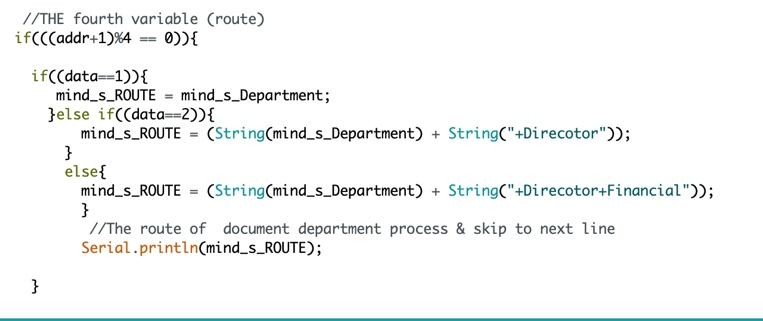 //THE fourth variable (route)
if(((addr+1)%4 == 0)){
if((data==1)){
mind_s_ROUTE = mind_s_Department;
}else if((data==2)){
mind_s_ROUTE = (String(mind_s_Department) + String("+Direcotor"));
}
else{
mind_s_ROUTE = (String(mind_s_Department) + String("+Direcotor+Financial"));
}
//The route of  document department process & skip to next line
Serial.println(mind_s_ROUTE);
}